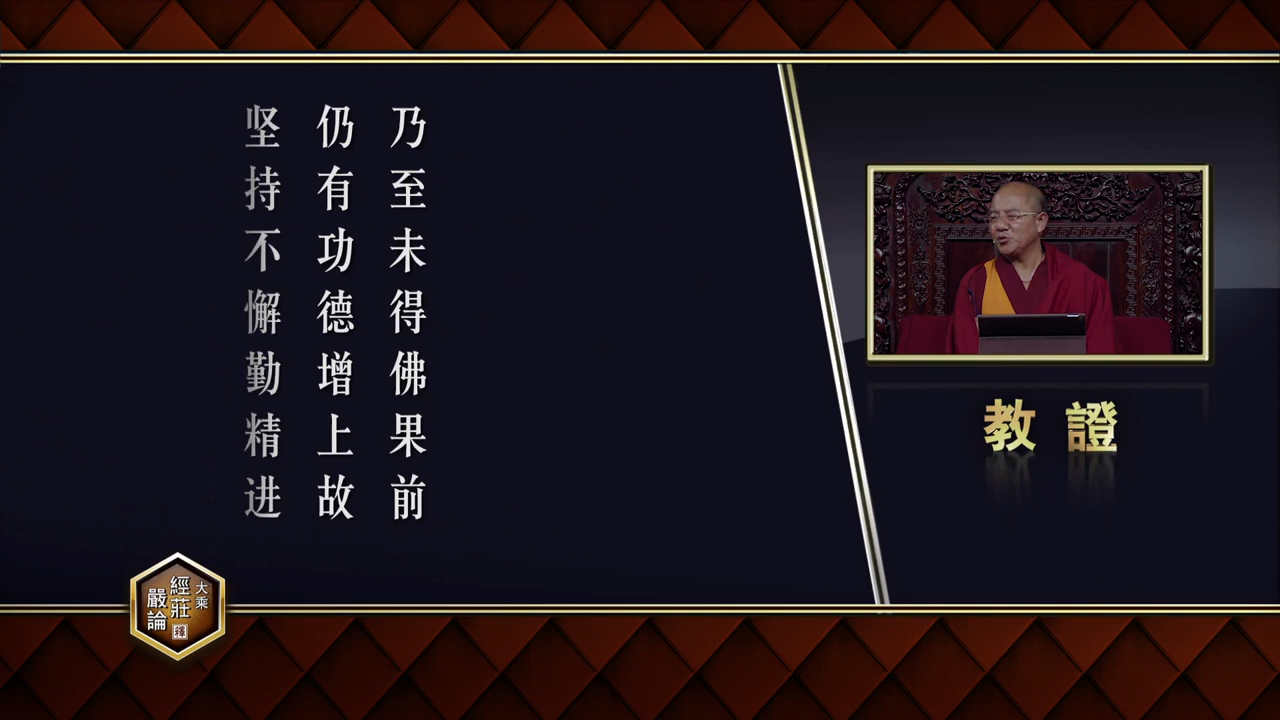 乃至未得佛果前
仍有功德增上故
坚持不懈勤精进
教證
大乘
經莊
嚴論